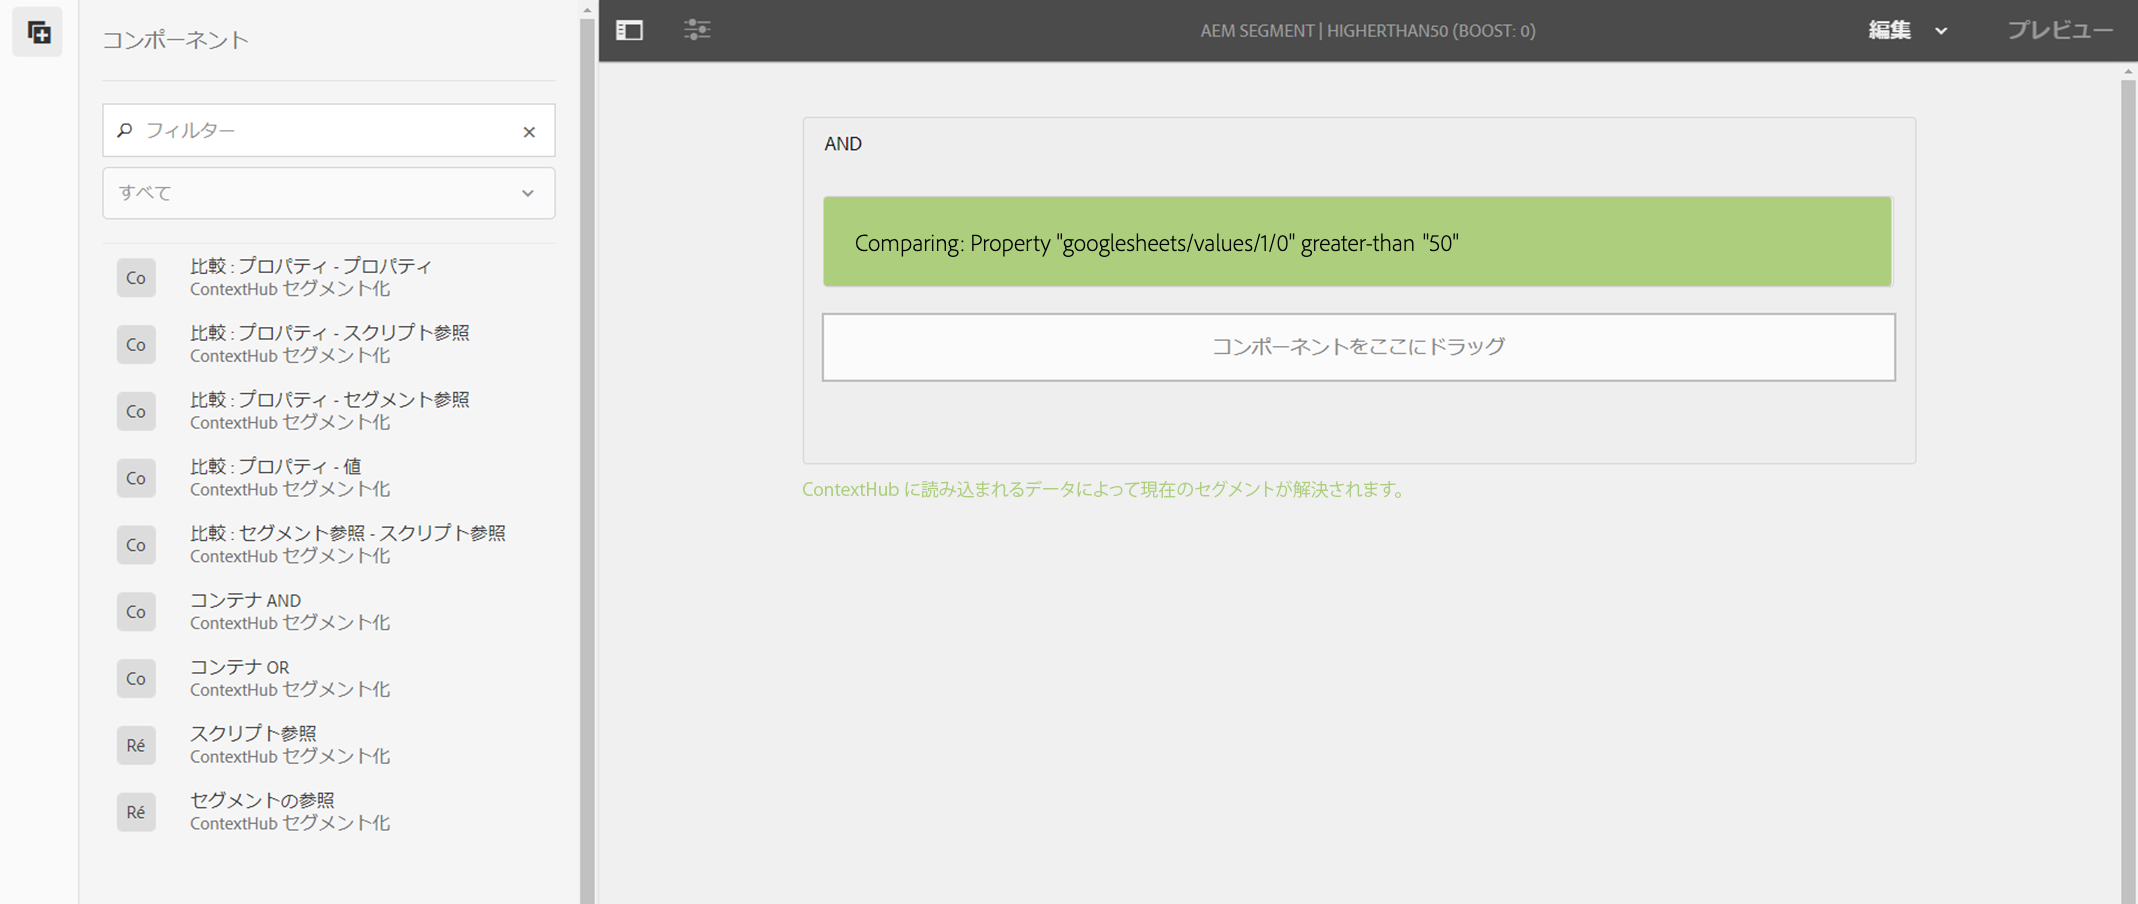 コンポーネント
フィルター
すべて
Co
比較 : プロパティ - プロパティ
ContextHub セグメント化
Co
比較 : プロパティ - スクリプト参照
ContextHub セグメント化
Co
比較 : プロパティ - セグメント参照
ContextHub セグメント化
Co
比較 : プロパティ - 値
ContextHub セグメント化
Co
比較 : セグメント参照 - スクリプト参照
ContextHub セグメント化
Co
コンテナ AND
ContextHub セグメント化
Co
コンテナ OR
ContextHub セグメント化
Ré
スクリプト参照
ContextHub セグメント化
Ré
セグメントの参照
ContextHub セグメント化
AEM SEGMENT | HIGHERTHAN50 (BOOST: 0)
編集
プレビュー
AND
Comparing: Property "googlesheets/values/1/0" greater-than "50"
コンポーネントをここにドラッグ
ContextHub に読み込まれるデータによって現在のセグメントが解決されます。